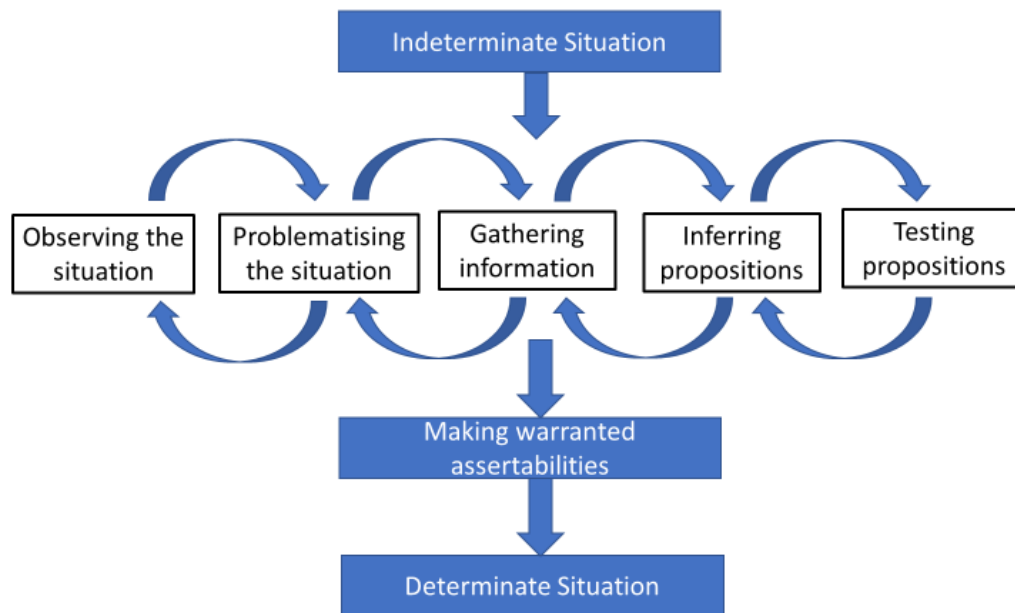 Indeterminate Situation
Observing the
situation
Problematising
the situation
Gathering
information
Inferring
propositions
Testing
propositions
Making warranted
assertabilities
Determinate Situation